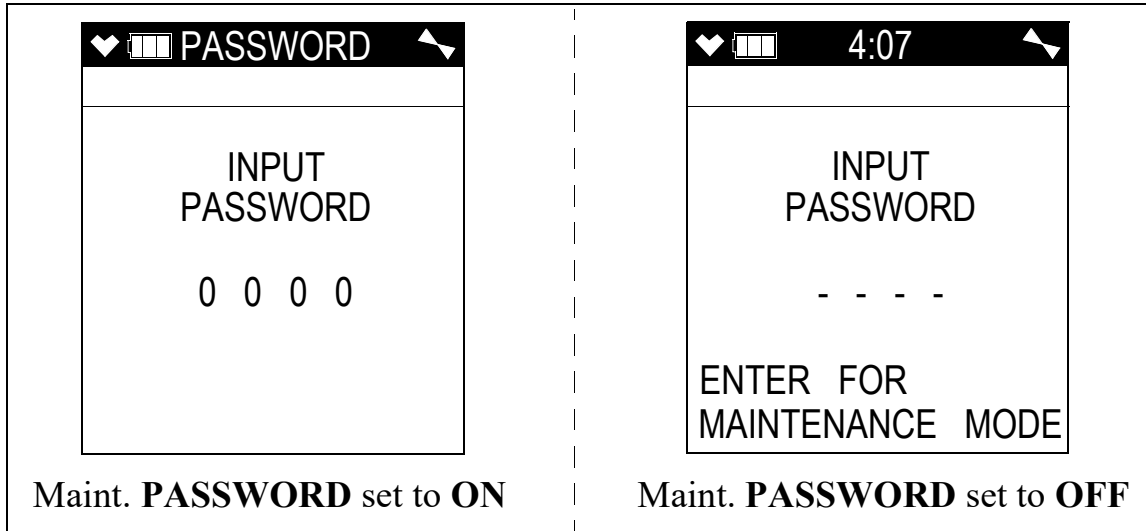 PASSWORD
INPUT
PASSWORD
0 0 0 0
Maint. PASSWORD set to ON
4:07
INPUT
PASSWORD
- - - -
ENTER FOR
MAINTENANCE MODE
Maint. PASSWORD set to OFF